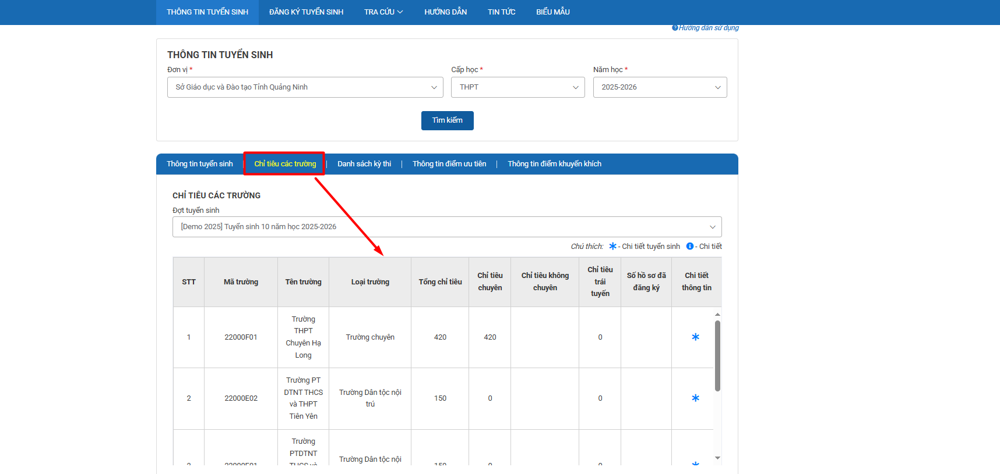 THÔNG TIN TUYỂN SINH ĐĂNG KÝ TUYỂN SINH TRA CỨU HƯỚNG DẪN TIN TỨC BIỂU MẪU
Hướng dẫn sử dụng
THÔNG TIN TUYỂN SINH
Đơn vị * Cấp học * Năm học *
Sở Giáo dục và Đào tạo Tỉnh Quảng Ninh THPT 2025-2026
Tìm kiếm
Thông tin tuyển sinh | Chỉ tiêu các trường | Danh sách kỳ thi | Thông tin điểm ưu tiên | Thông tin điểm khuyến khích
CHỈ TIÊU CÁC TRƯỜNG
Đợt tuyển sinh
[Demo 2025] Tuyển sinh 10 năm học 2025-2026
Chú thích: * - Chi tiết tuyển sinh - Chi tiết
STT Mã trường Tên trường Loại trường Tổng chỉ tiêu Chỉ tiêu chuyên Chỉ tiêu không chuyên Chỉ tiêu trái tuyến Số hồ sơ đã đăng ký Chi tiết thông tin
1 22000F01 Trường THPT Chuyên Hạ Long Trường chuyên 420 420 0 *
2 22000E02 Trường PT DTNT THCS và THPT Tiên Yên Trường Dân tộc nội trú 150 0 0 *
Trường PTDTNT THCS và Trường Dân tộc nội 150 0 0 *